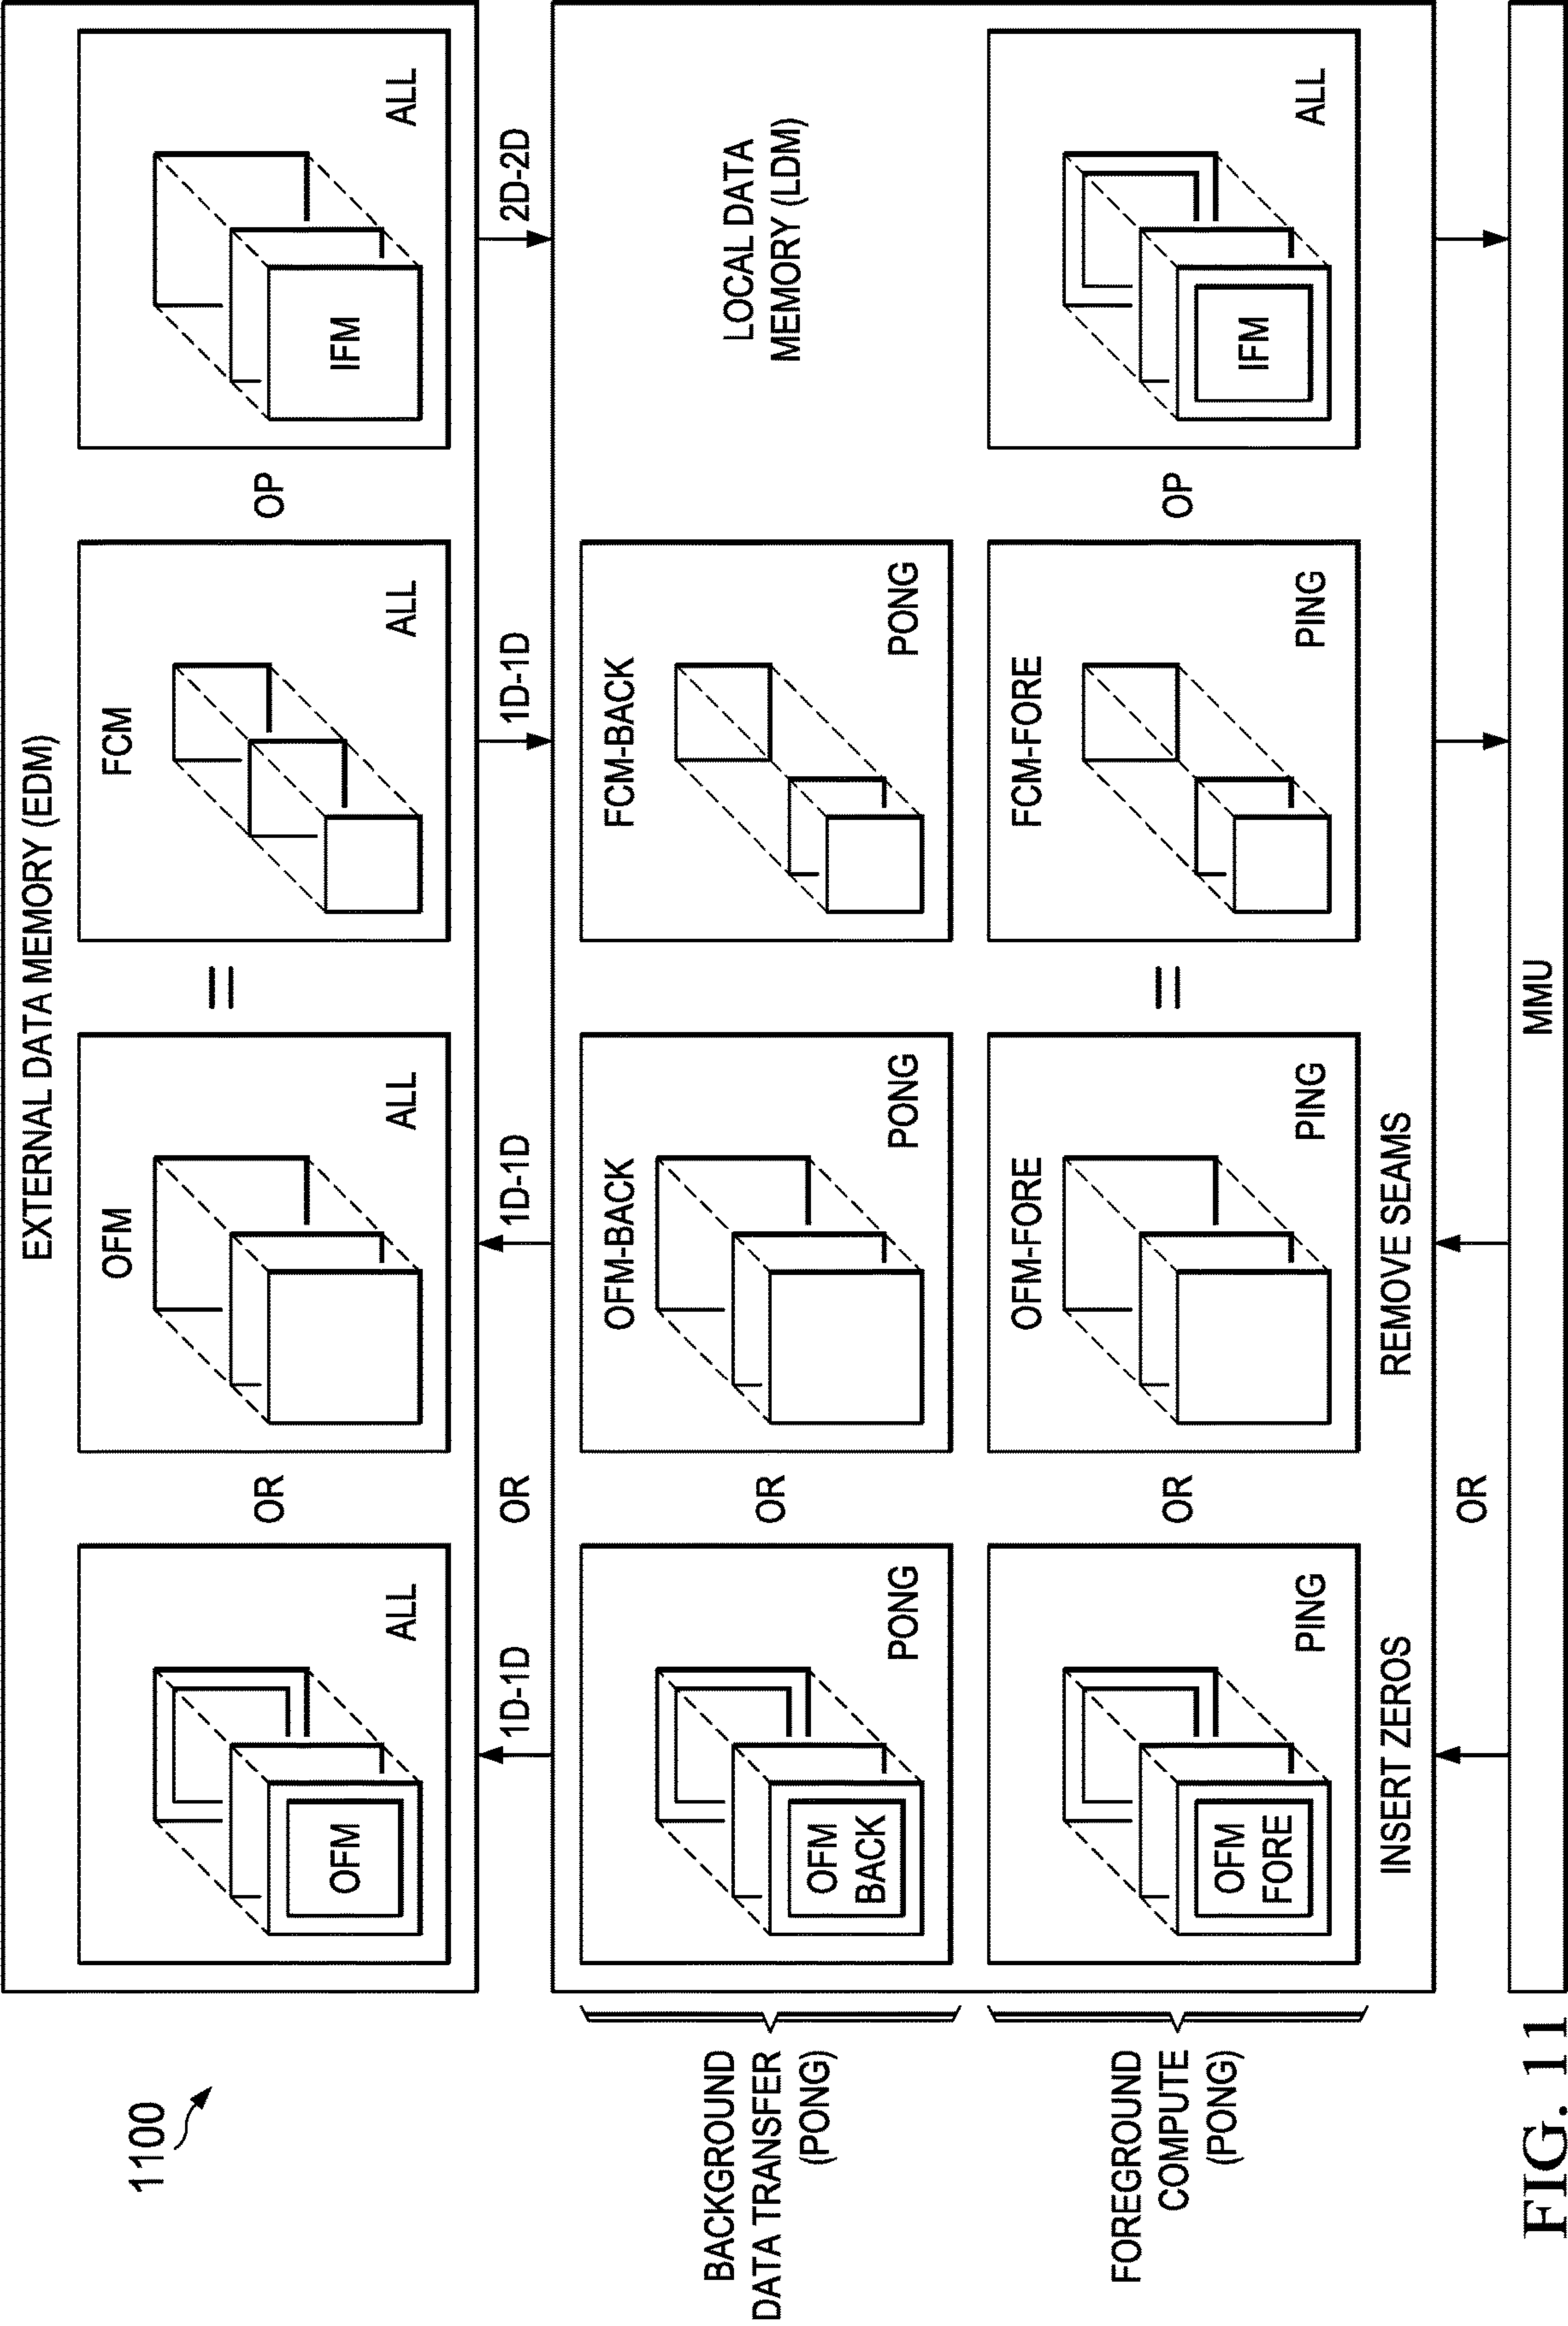 1100
EXTERNAL DATA MEMORY (EDM)
OFM
ALL
OR
OFM
ALL
=
FCM
ALL
OP
IFM
ALL
1D-1D
OR
1D-1D
1D-1D
2D-2D
BACKGROUND
DATA TRANSFER
(PONG)
OFM
BACK
PONG
OR
OFM-BACK
PONG
FCM-BACK
PONG
LOCAL DATA
MEMORY (LDM)
FOREGROUND
COMPUTE
(PONG)
OFM
FORE
PING
OR
OFM-FORE
PING
=
FCM-FORE
PING
OP
IFM
ALL
INSERT ZEROS
REMOVE SEAMS
OR
MMU
FIG. 11